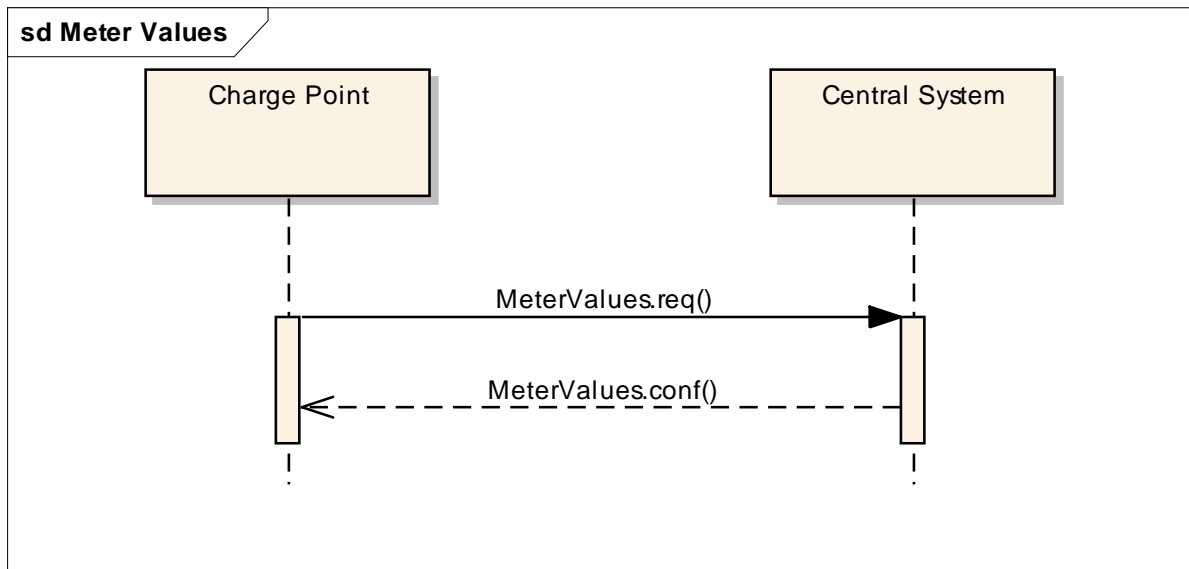 sd Meter Values
Charge Point
Central System
MeterValues.req()
MeterValues.conf()